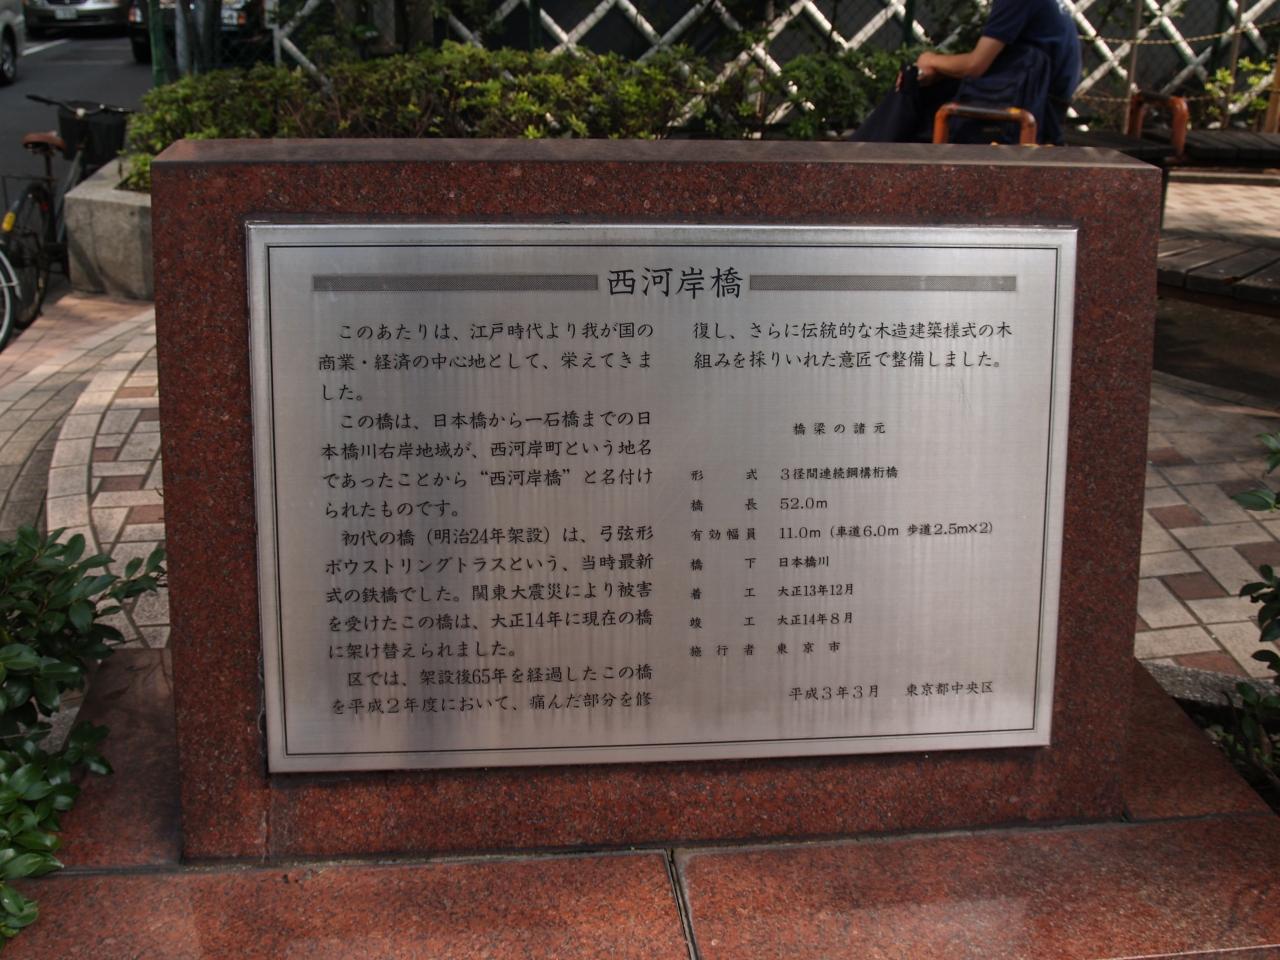 西河岸橋
このあたりは、江戸時代より我が国の
商業・経済の中心地として、栄えてきま
した。
この橋は、日本橋から一石橋までの日
本橋川右岸地域が、西河岸町という地名
であったことから“西河岸橋”と名付け
られたものです。
初代の橋（明治24年架設）は、弓弦形
ボウストリングトラスという、当時最新
式の鉄橋でした。関東大震災により被害
を受けたこの橋は、大正14年に現在の橋
に架け替えられました。
区では、架設後65年を経過したこの橋
を平成２年度において、痛んだ部分を修
復し、さらに伝統的な木造建築様式の木
組みを採りいれた意匠で整備しました。
橋梁の諸元
形式 3径間連続鋼構桁橋
橋長 52.0m
有効幅員 11.0m（車道6.0m 歩道2.5m×2）
橋下 日本橋川
着工 大正13年12月
竣工 大正14年８月
施行者 東京市
平成３年３月 東京都中央区